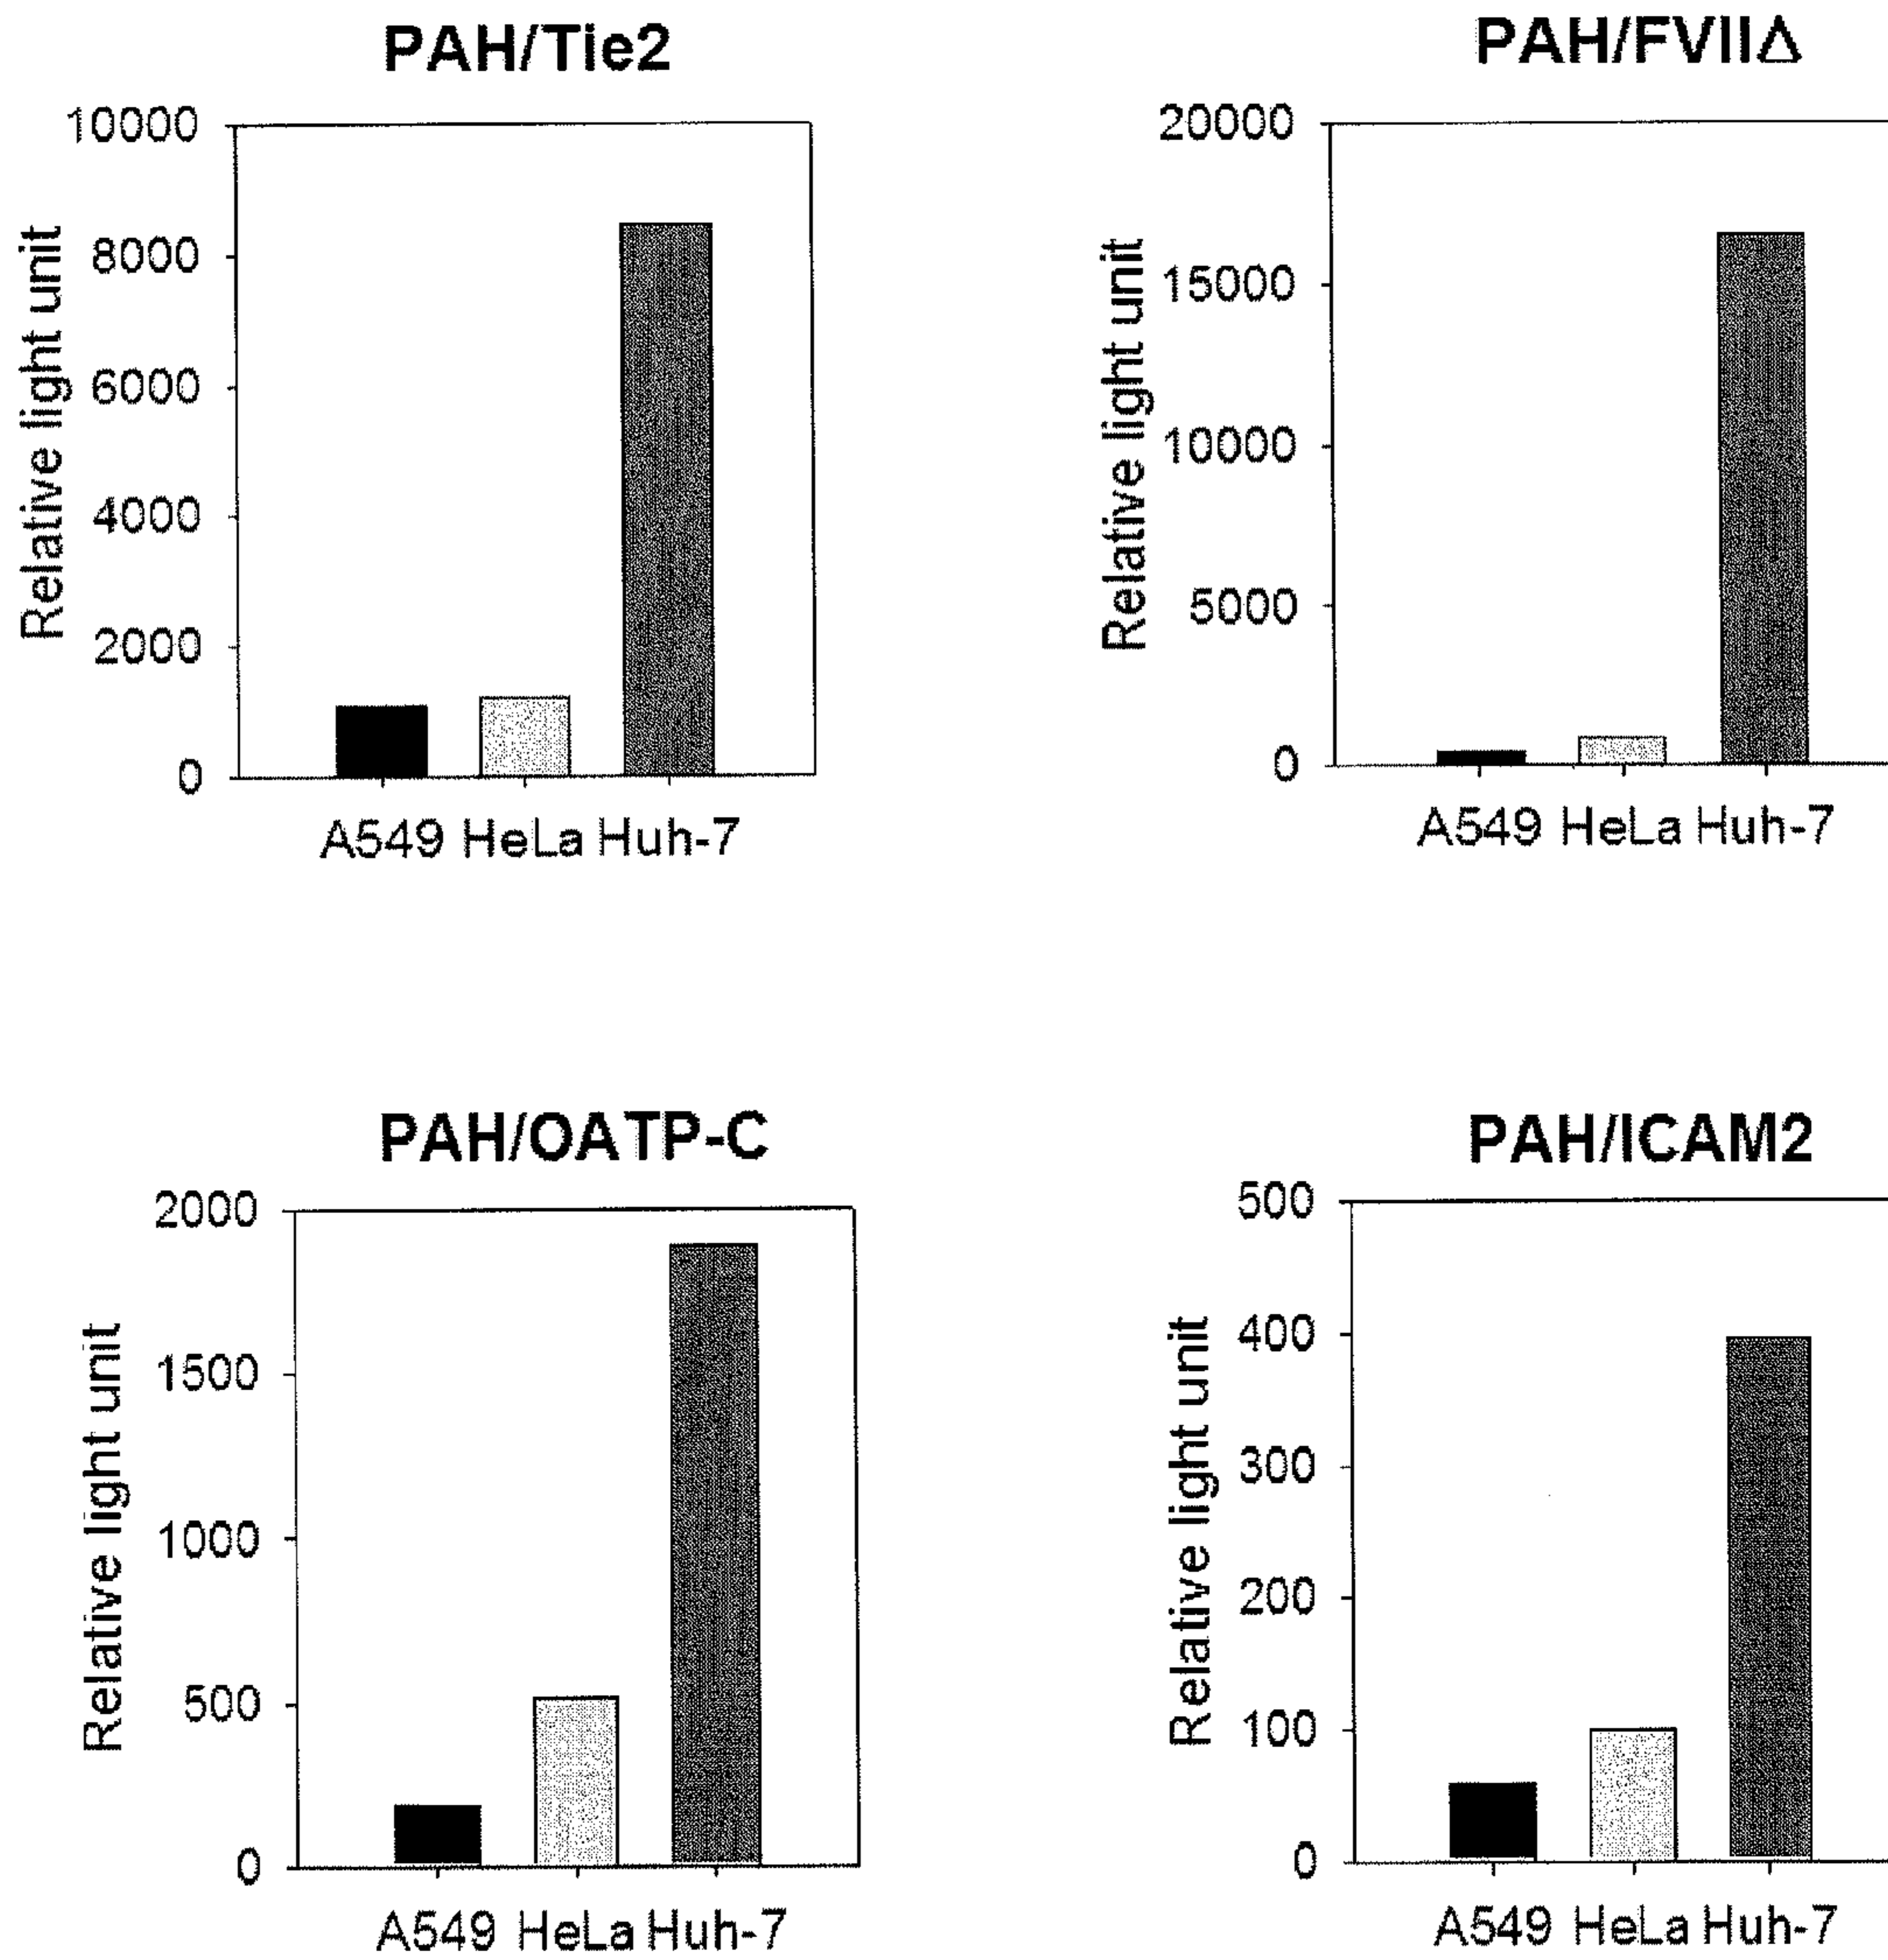 PAH/Tie2
10000
8000
6000
4000
2000
0
Relative light unit
A549 HeLa Huh-7
PAH/FVIIΔ
20000
15000
10000
5000
0
Relative light unit
A549 HeLa Huh-7
PAH/OATP-C
2000
1500
1000
500
0
Relative light unit
A549 HeLa Huh-7
PAH/ICAM2
500
400
300
200
100
0
Relative light unit
A549 HeLa Huh-7